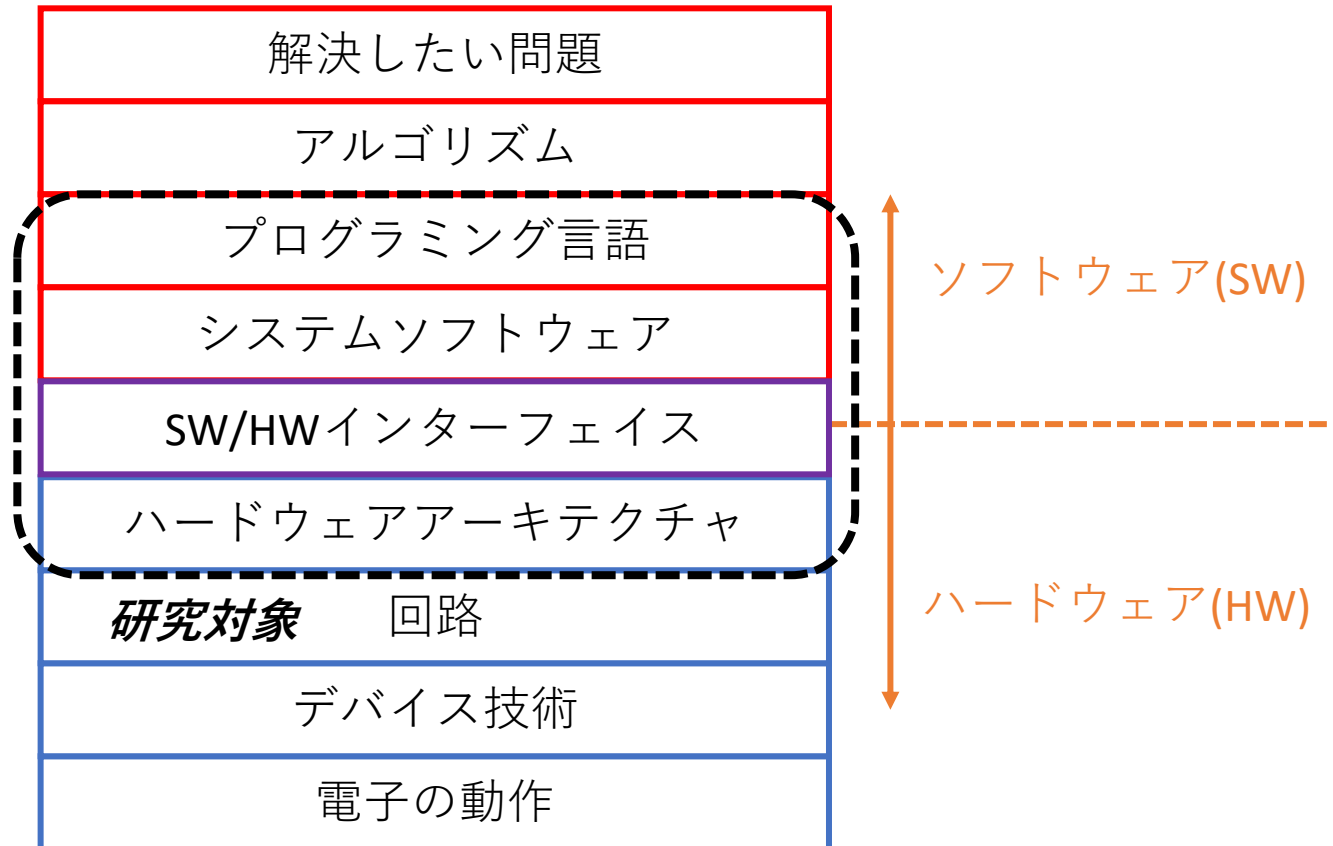 解決したい問題
アルゴリズム
プログラミング言語
システムソフトウェア
SW/HWインターフェイス
ハードウェアアーキテクチャ
研究対象 回路
デバイス技術
電子の動作
ソフトウェア(SW)
ハードウェア(HW)